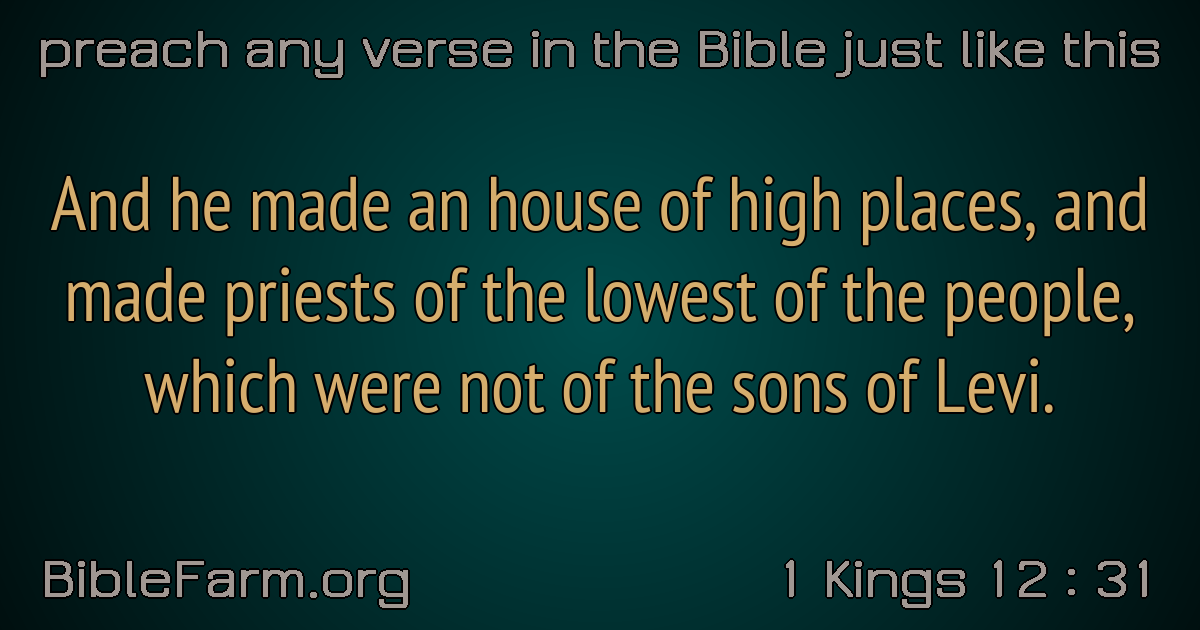 preach any verse in the Bible just like this
And he made an house of high places, and
made priests of the lowest of the people,
which were not of the sons of Levi.
BibleFarm.org
1 Kings 12 : 31